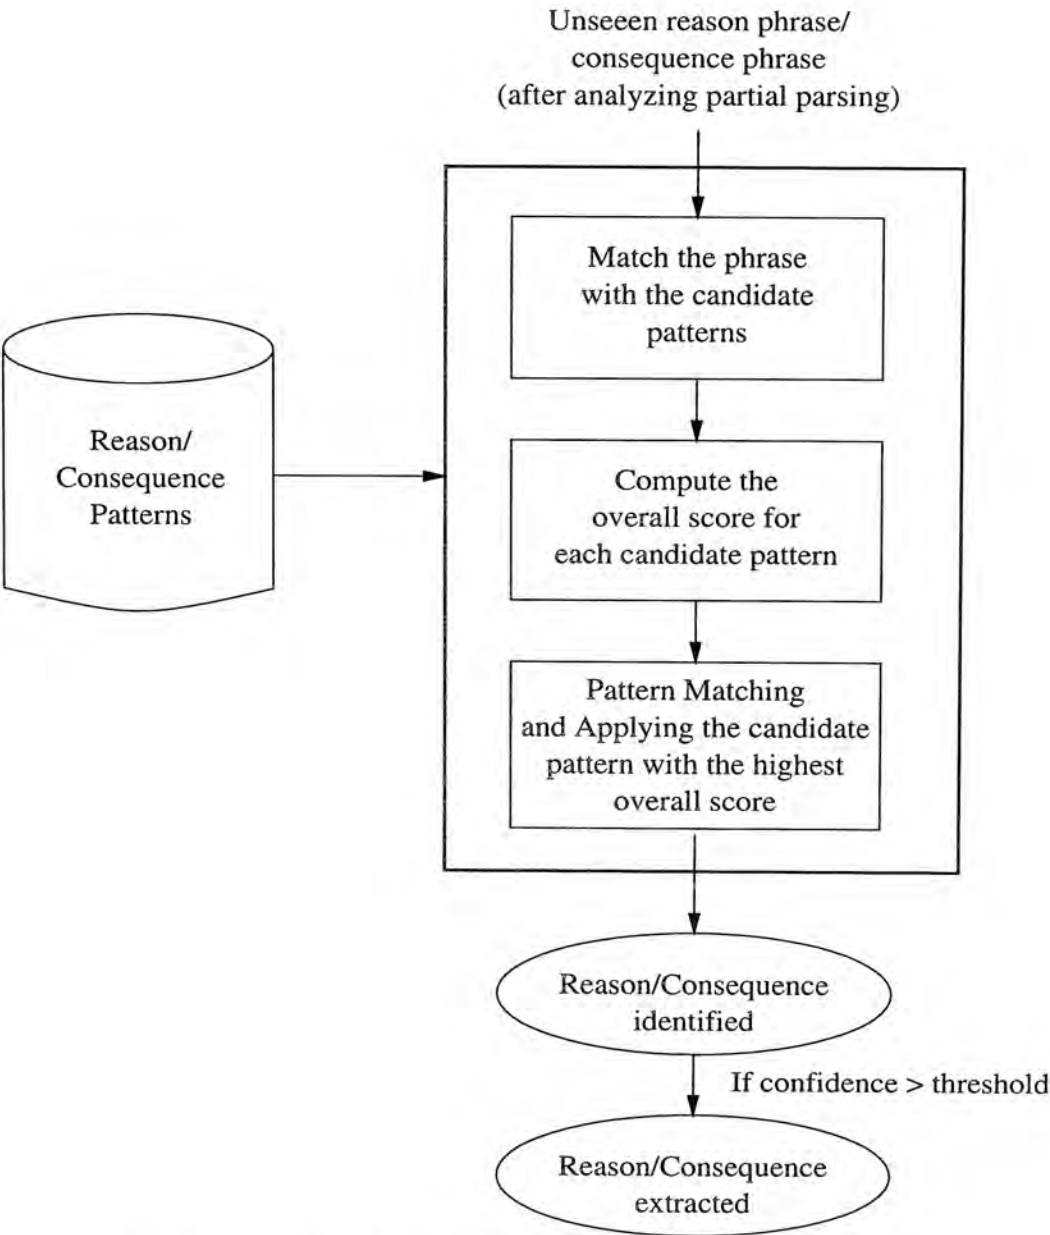 Unseeen reason phrase/
consequence phrase
(after analyzing partial parsing)
Match the phrase
with the candidate
patterns
Reason/
Consequence
Patterns
Compute the
overall score for
each candidate pattern
Pattern Matching
and Applying the candidate
pattern with the highest
overall score
Reason/Consequence
identified
If confidence > threshold
Reason/Consequence
extracted